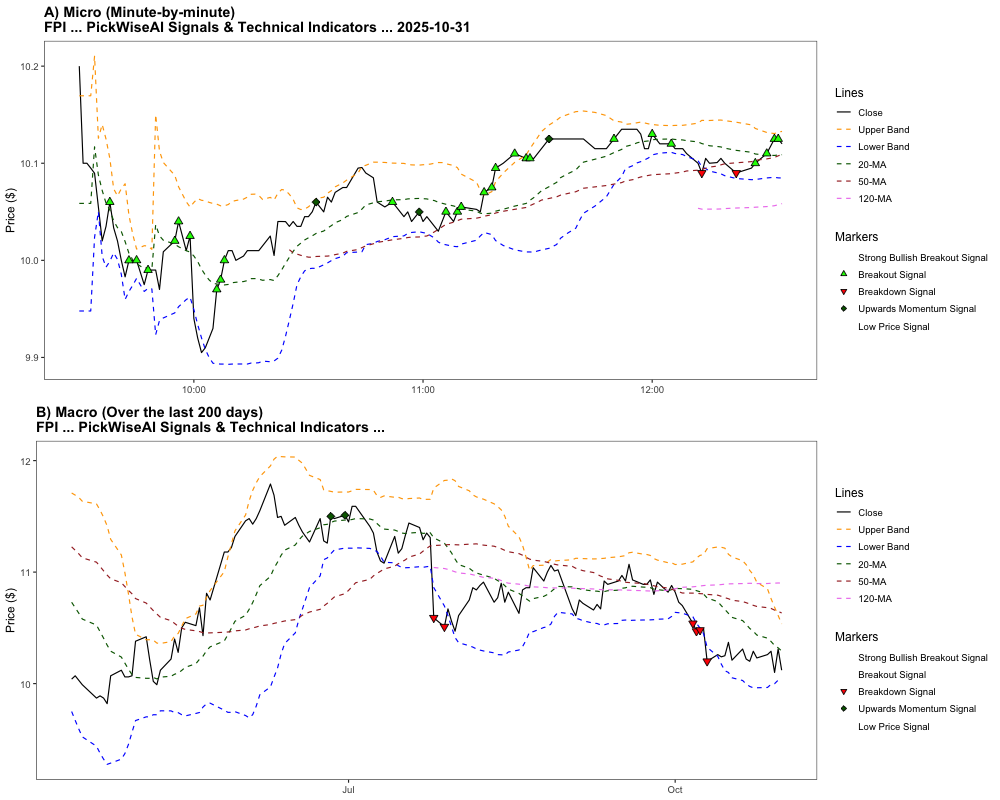 A) Micro (Minute-by-minute)
FPI ... PickWiseAI Signals & Technical Indicators ... 2025-10-31
Price ($)
10.2
10.1
10.0
9.9
10:00
11:00
12:00
Lines
Close
Upper Band
Lower Band
20-MA
50-MA
120-MA
Markers
Strong Bullish Breakout Signal
Breakout Signal
Breakdown Signal
Upwards Momentum Signal
Low Price Signal
B) Macro (Over the last 200 days)
FPI ... PickWiseAI Signals & Technical Indicators ...
Price ($)
12
11
10
Jul
Oct
Lines
Close
Upper Band
Lower Band
20-MA
50-MA
120-MA
Markers
Strong Bullish Breakout Signal
Breakout Signal
Breakdown Signal
Upwards Momentum Signal
Low Price Signal